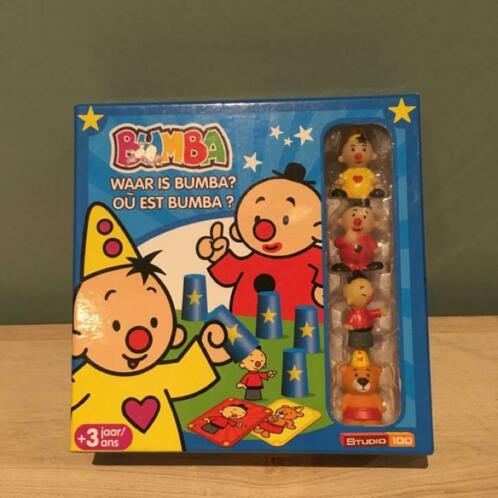 BUMBA
WAAR IS BUMBA?
OÙ EST BUMBA ?
+3 jaar/
ans
STUDIO 100